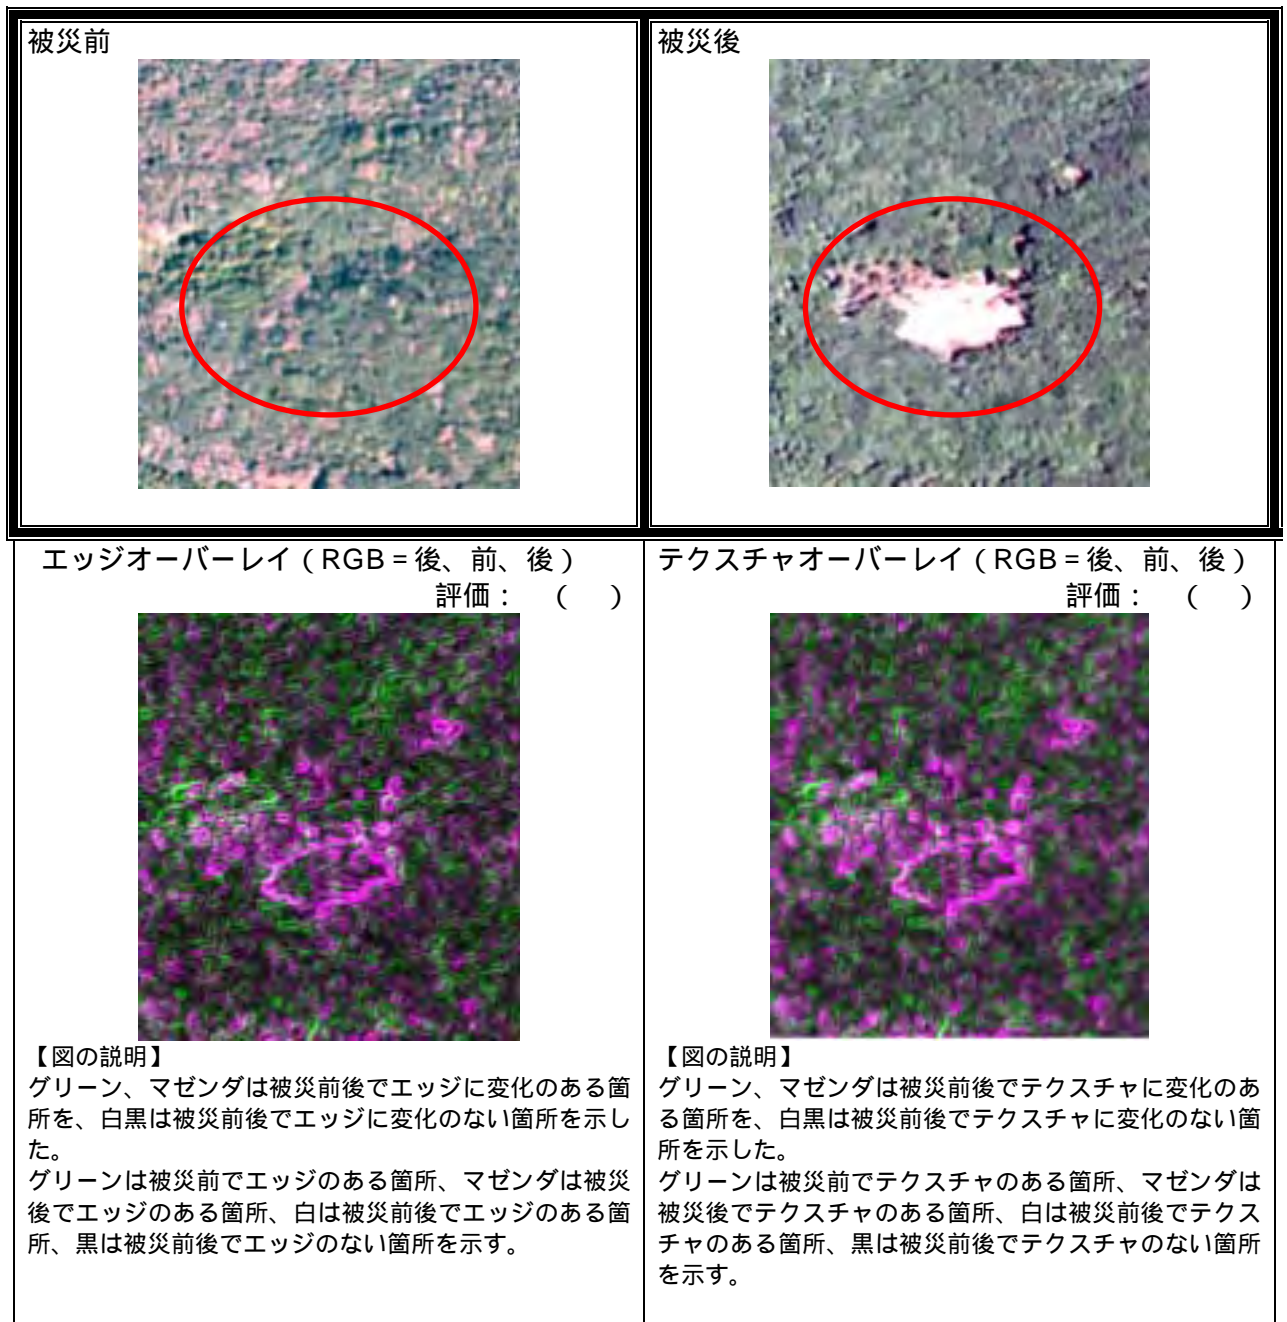 被災前
被災後
エッジオーバーレイ（RGB＝後、前、後）
評価：　（　）
テクスチャオーバーレイ（RGB＝後、前、後）
評価：　（　）
【図の説明】
グリーン、マゼンダは被災前後でエッジに変化のある箇
所を、白黒は被災前後でエッジに変化のない箇所を示し
た。
グリーンは被災前でエッジのある箇所、マゼンダは被災
後でエッジのある箇所、白は被災前後でエッジのある箇
所、黒は被災前後でエッジのない箇所を示す。
【図の説明】
グリーン、マゼンダは被災前後でテクスチャに変化のあ
る箇所を、白黒は被災前後でテクスチャに変化のない箇
所を示した。
グリーンは被災前でテクスチャのある箇所、マゼンダは
被災後でテクスチャのある箇所、白は被災前後でテクス
チャのある箇所、黒は被災前後でテクスチャのない箇所
を示す。